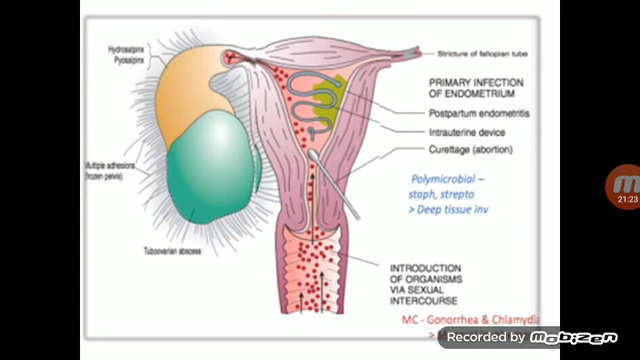 Hydrosalpinx
Pyosalpinx
Multiple adhesions
(frozen pelvis)
Tuboovarian abscess
Stricture of fallopian tube
PRIMARY INFECTION
OF ENDOMETRIUM
Postpartum endometritis
Intrauterine device
Curettage (abortion)
Polymicrobial –
staph, strepto
> Deep tissue inv
INTRODUCTION
OF ORGANISMS
VIA SEXUAL
INTERCOURSE
MC - Gonorrhea & Chlamydia
>
21:23
Recorded by mobizen